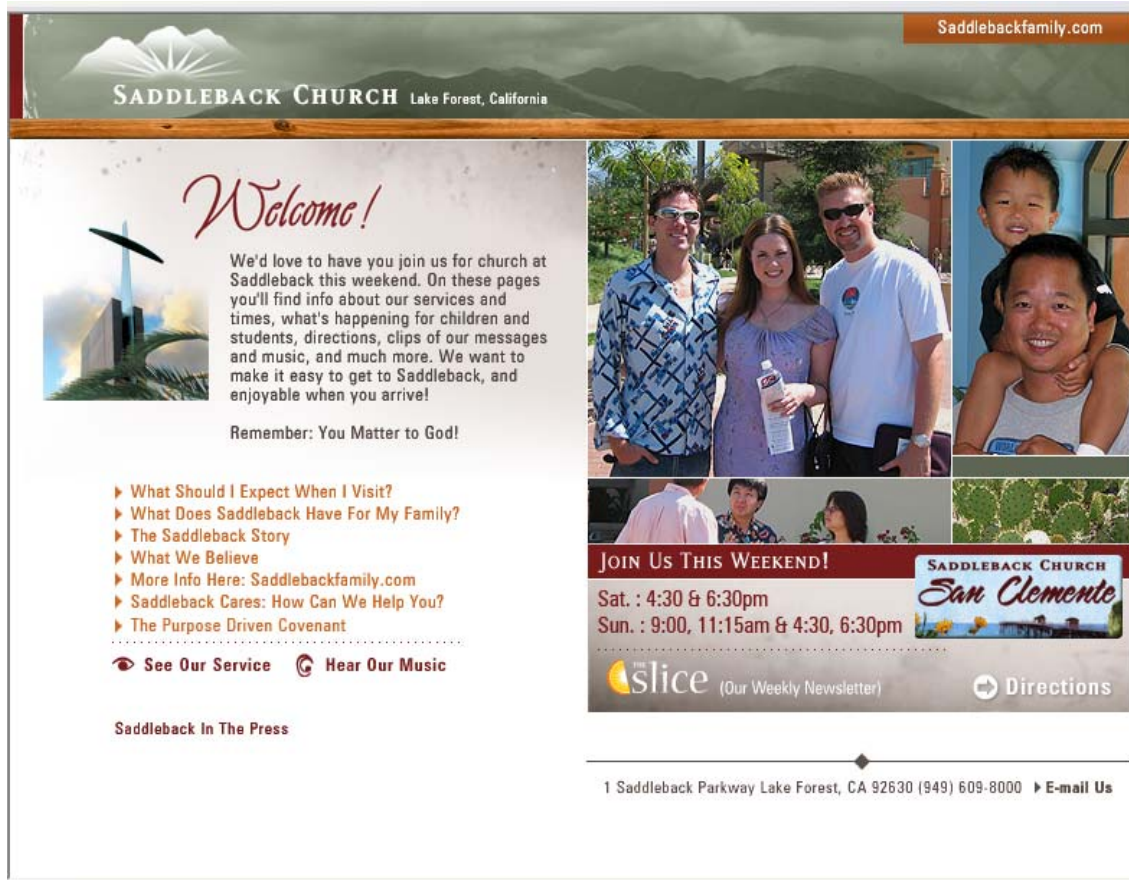 Saddlebackfamily.com
SADDLEBACK CHURCH Lake Forest, California
Welcome!
We'd love to have you join us for church at
Saddleback this weekend. On these pages
you'll find info about our services and
times, what's happening for children and
students, directions, clips of our messages
and music, and much more. We want to
make it easy to get to Saddleback, and
enjoyable when you arrive!
Remember: You Matter to God!
What Should I Expect When I Visit?
What Does Saddleback Have For My Family?
The Saddleback Story
What We Believe
More Info Here: Saddlebackfamily.com
Saddleback Cares: How Can We Help You?
The Purpose Driven Covenant
See Our Service Hear Our Music
Saddleback In The Press
JOIN US THIS WEEKEND!
Sat. : 4:30 & 6:30pm
Sun. : 9:00, 11:15am & 4:30, 6:30pm
SADDLEBACK CHURCH
San Clemente
THE slice (Our Weekly Newsletter)
Directions
1 Saddleback Parkway Lake Forest, CA 92630 (949) 609-8000 E-mail Us